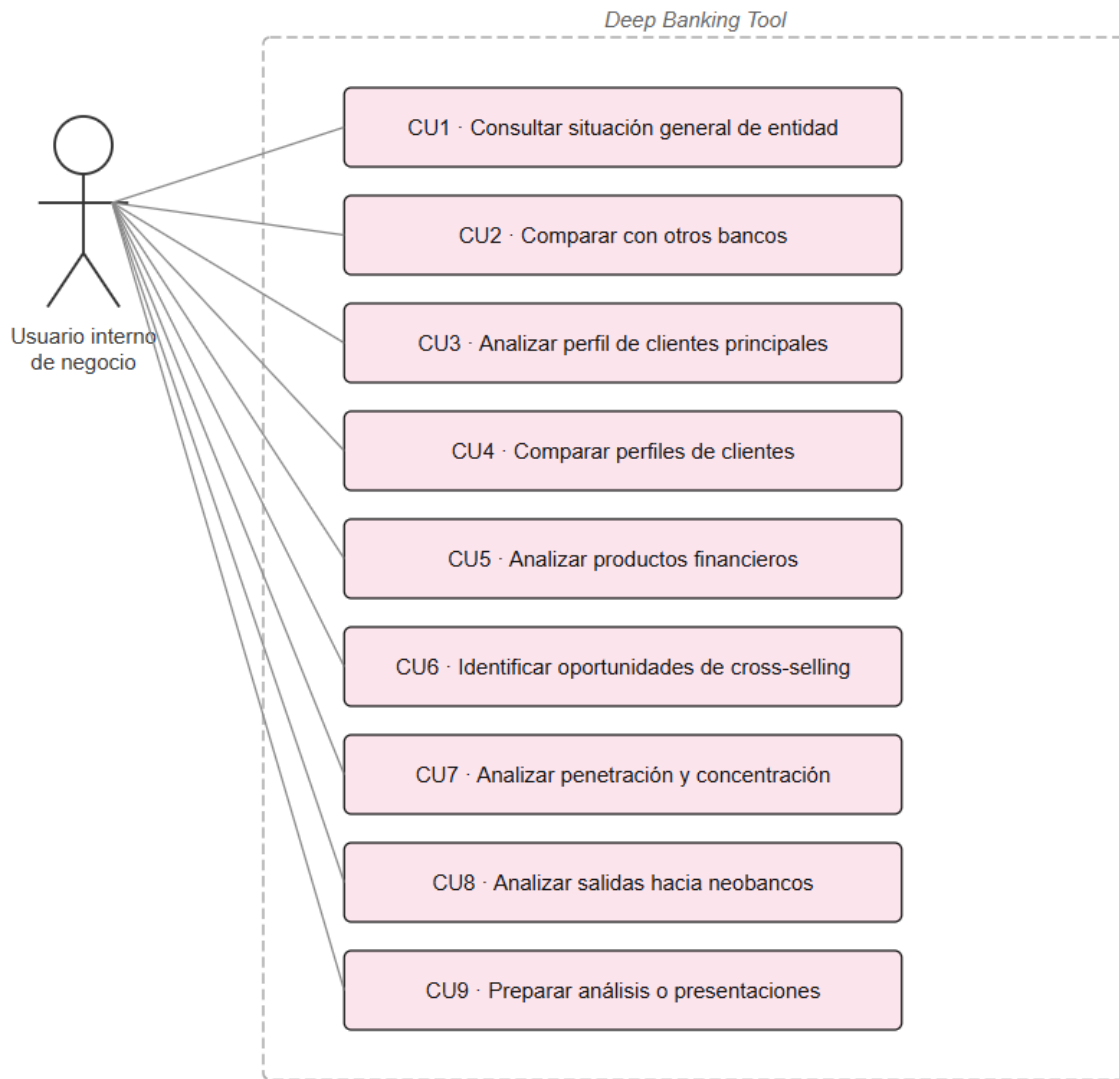 Deep Banking Tool
CU1 · Consultar situación general de entidad
CU2 · Comparar con otros bancos
CU3 · Analizar perfil de clientes principales
Usuario interno
de negocio
CU4 · Comparar perfiles de clientes
CU5 · Analizar productos financieros
CU6 · Identificar oportunidades de cross-selling
CU7 · Analizar penetración y concentración
CU8 · Analizar salidas hacia neobancos
CU9 · Preparar análisis o presentaciones